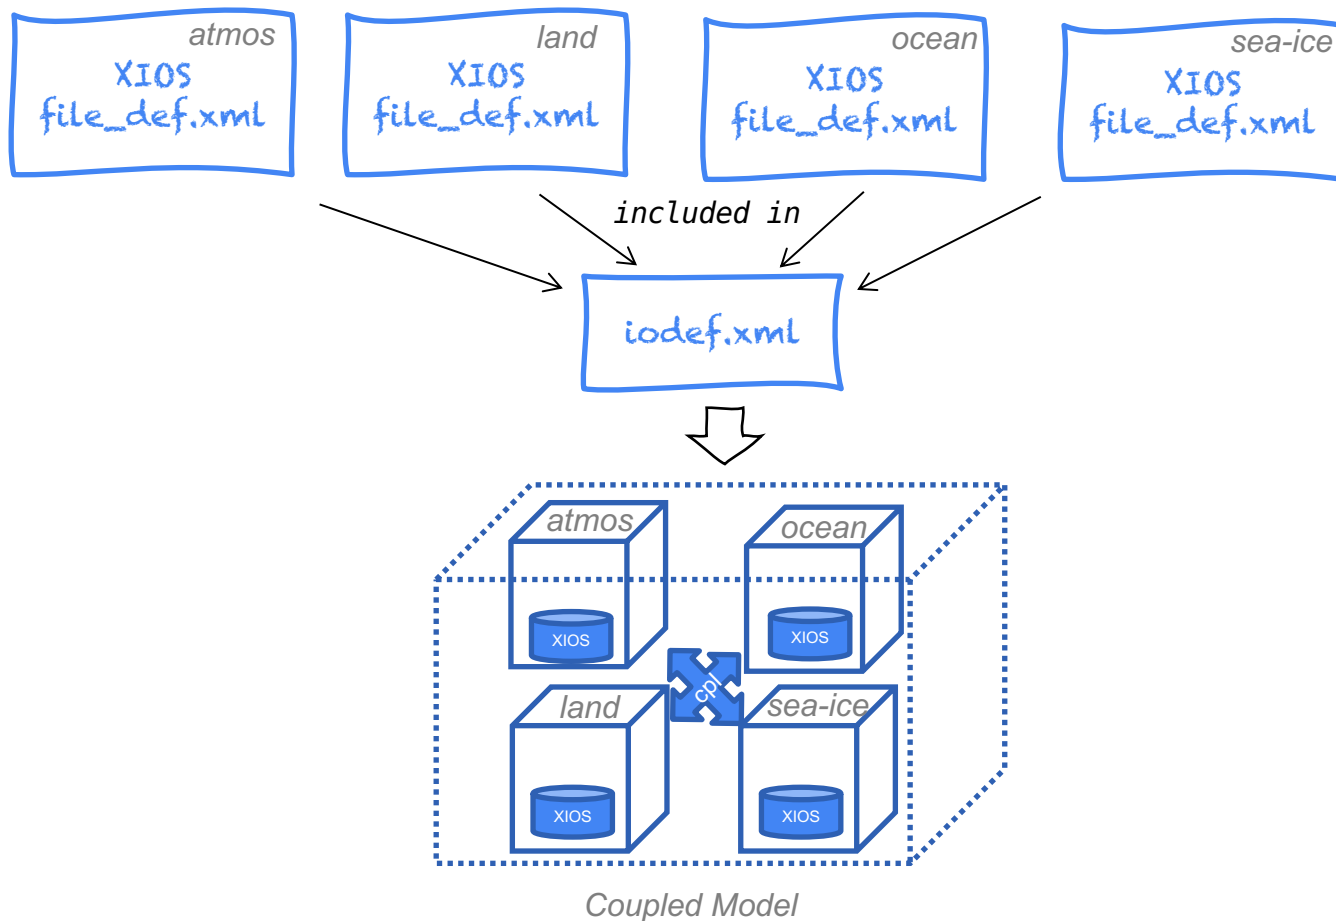 atmos
XIOS
file_def.xml
land
XIOS
file_def.xml
ocean
XIOS
file_def.xml
sea-ice
XIOS
file_def.xml
included in
iodef.xml
atmos
XIOS
ocean
XIOS
cpl
land
XIOS
sea-ice
XIOS
Coupled Model